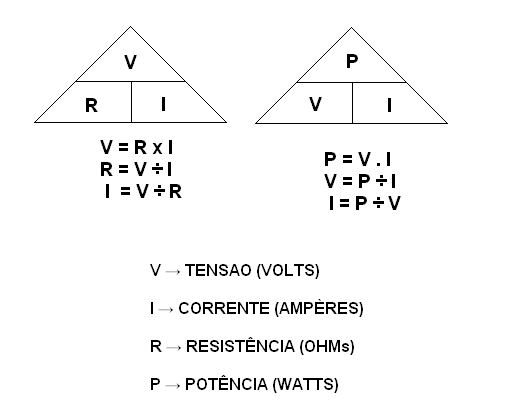 V
R I
V = R x I
R = V ÷ I
I = V ÷ R
P
V I
P = V . I
V = P ÷ I
I = P ÷ V
V → TENSAO (VOLTS)
I → CORRENTE (AMPÈRES)
R → RESISTÊNCIA (OHMs)
P → POTÊNCIA (WATTS)